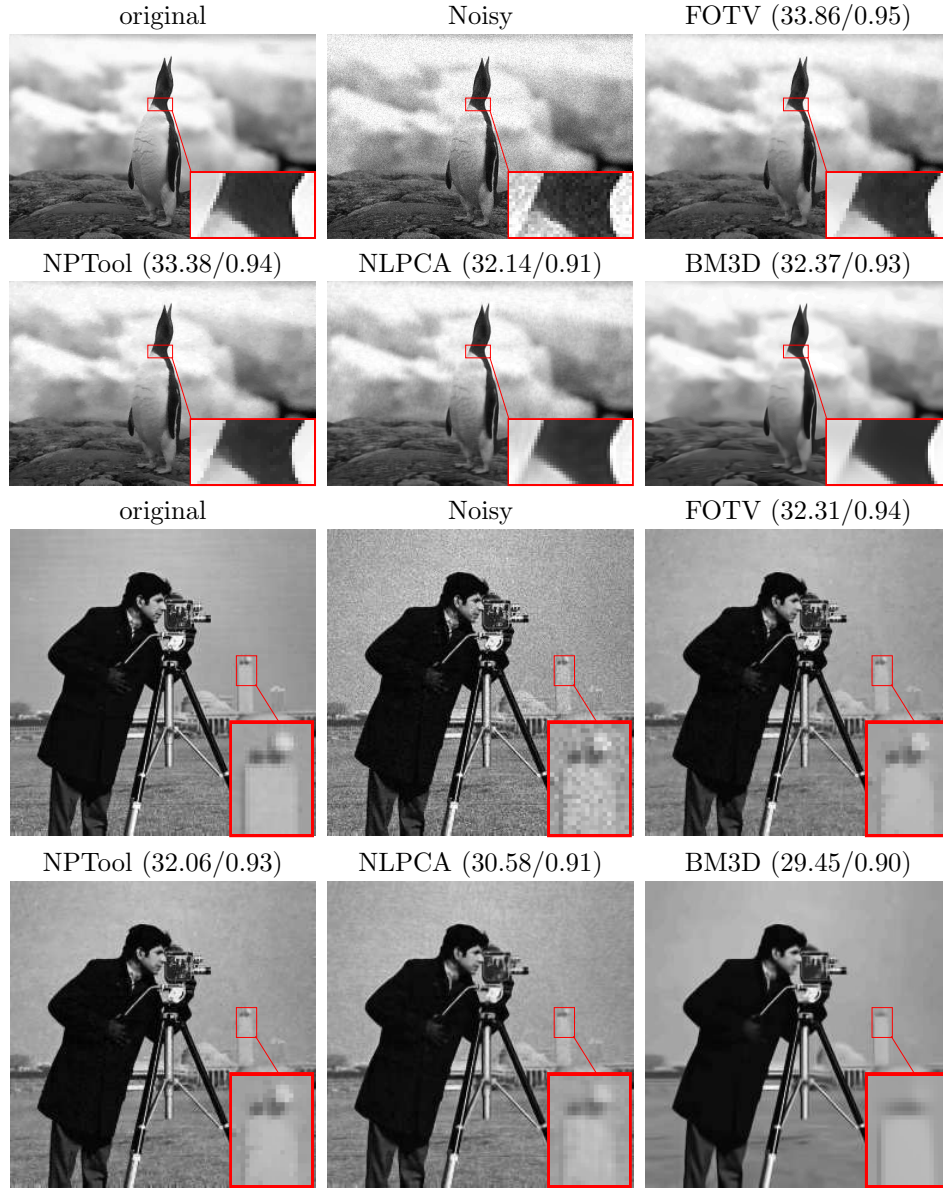 original
Noisy
FOTV (33.86/0.95)
NPTool (33.38/0.94)
NLPCA (32.14/0.91)
BM3D (32.37/0.93)
original
Noisy
FOTV (32.31/0.94)
NPTool (32.06/0.93)
NLPCA (30.58/0.91)
BM3D (29.45/0.90)